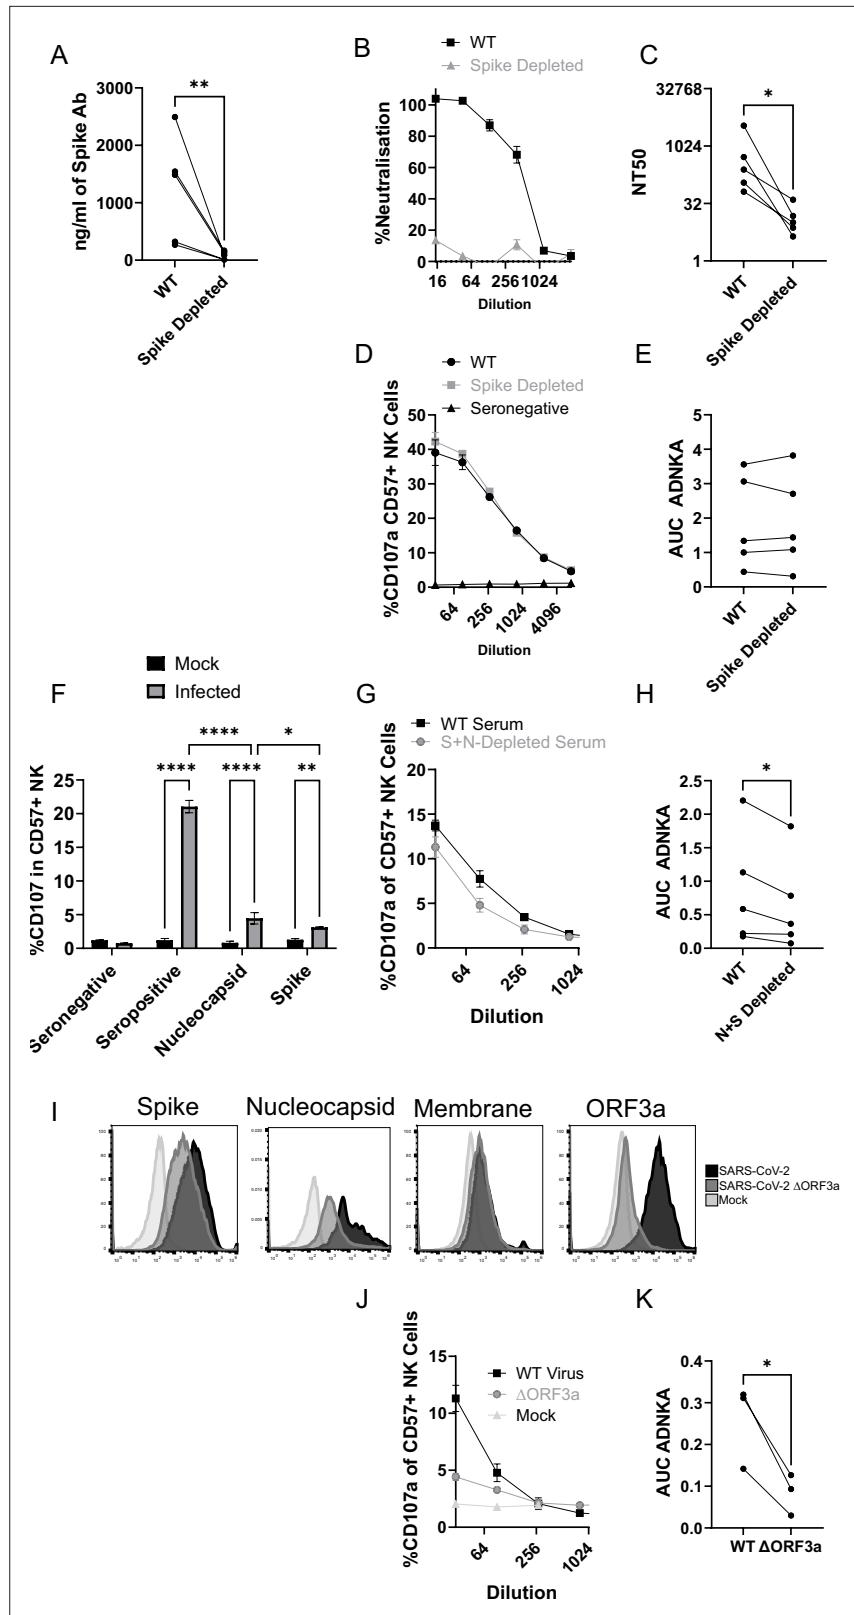 A
ng/ml of Spike Ab
3000
2000
1000
0
**
WT
Spike Depleted
B
WT
Spike Depleted
%Neutralisation
100
80
60
40
20
0
16
64
256
1024
Dilution
C
NT50
32768
1024
32
1
*
WT
Spike Depleted
D
WT
Spike Depleted
Seronegative
%CD107a CD57+ NK Cells
50
40
30
20
10
0
64
256
1024
4096
Dilution
E
AUC ADNKA
5
4
3
2
1
0
WT
Spike Depleted
F
Mock
Infected
%CD107 in CD57+ NK
25
20
15
10
5
0
****
*
****
****
**
Seronegative
Seropositive
Nucleocapsid
Spike
G
WT Serum
S+N-Depleted Serum
%CD107a of CD57+ NK Cells
20
15
10
5
0
64
256
1024
Dilution
H
AUC ADNKA
2.5
2.0
1.5
1.0
0.5
0.0
*
WT
N+S Depleted
I
Spike
Nucleocapsid
Membrane
ORF3a
SARS-CoV-2
SARS-CoV-2 ΔORF3a
Mock
J
WT Virus
ΔORF3a
Mock
%CD107a of CD57+ NK Cells
15
10
5
0
64
256
1024
Dilution
K
AUC ADNKA
0.4
0.3
0.2
0.1
0.0
*
WT ΔORF3a